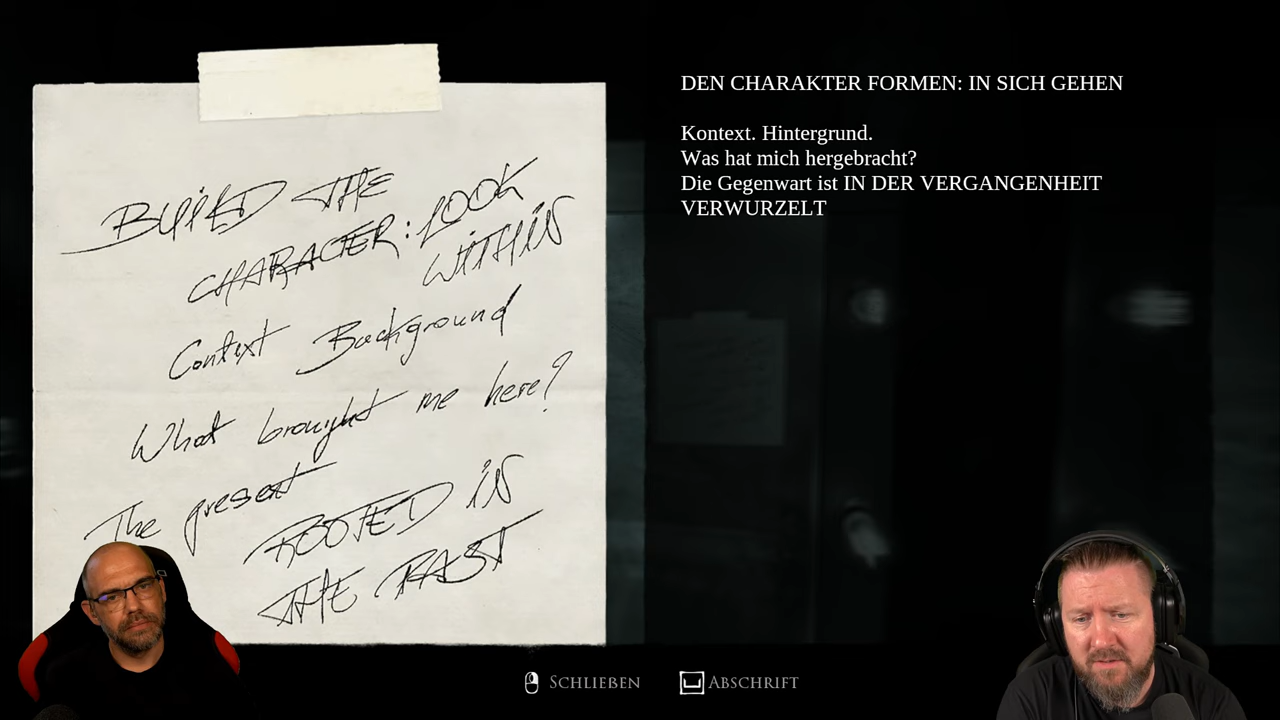 BUILD THE
CHARACTER: LOOK
WITHIN
Context Background
What brought me here?
The present
ROOTED IN
THE PAST
DEN CHARAKTER FORMEN: IN SICH GEHEN
Kontext. Hintergrund.
Was hat mich hergebracht?
Die Gegenwart ist IN DER VERGANGENHEIT
VERWURZELT
SCHLIEẞEN
ABSCHRIFT